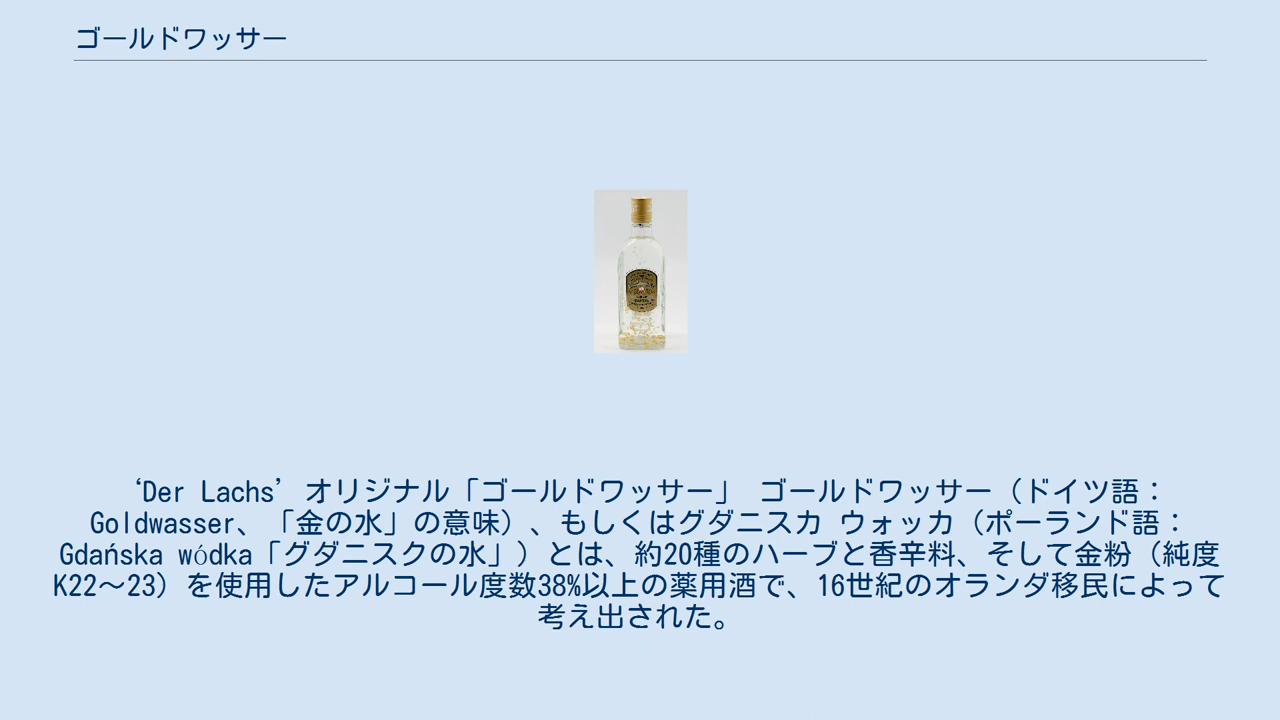 ゴールドワッサー
‘Der Lachs’オリジナル「ゴールドワッサー」 ゴールドワッサー（ドイツ語：
Goldwasser、「金の水」の意味）、もしくはグダニスカ ウォッカ（ポーランド語：
Gdańska wódka「グダニスクの水」）とは、約20種のハーブと香辛料、そして金粉（純度
K22〜23）を使用したアルコール度数38%以上の薬用酒で、16世紀のオランダ移民によって
考え出された。